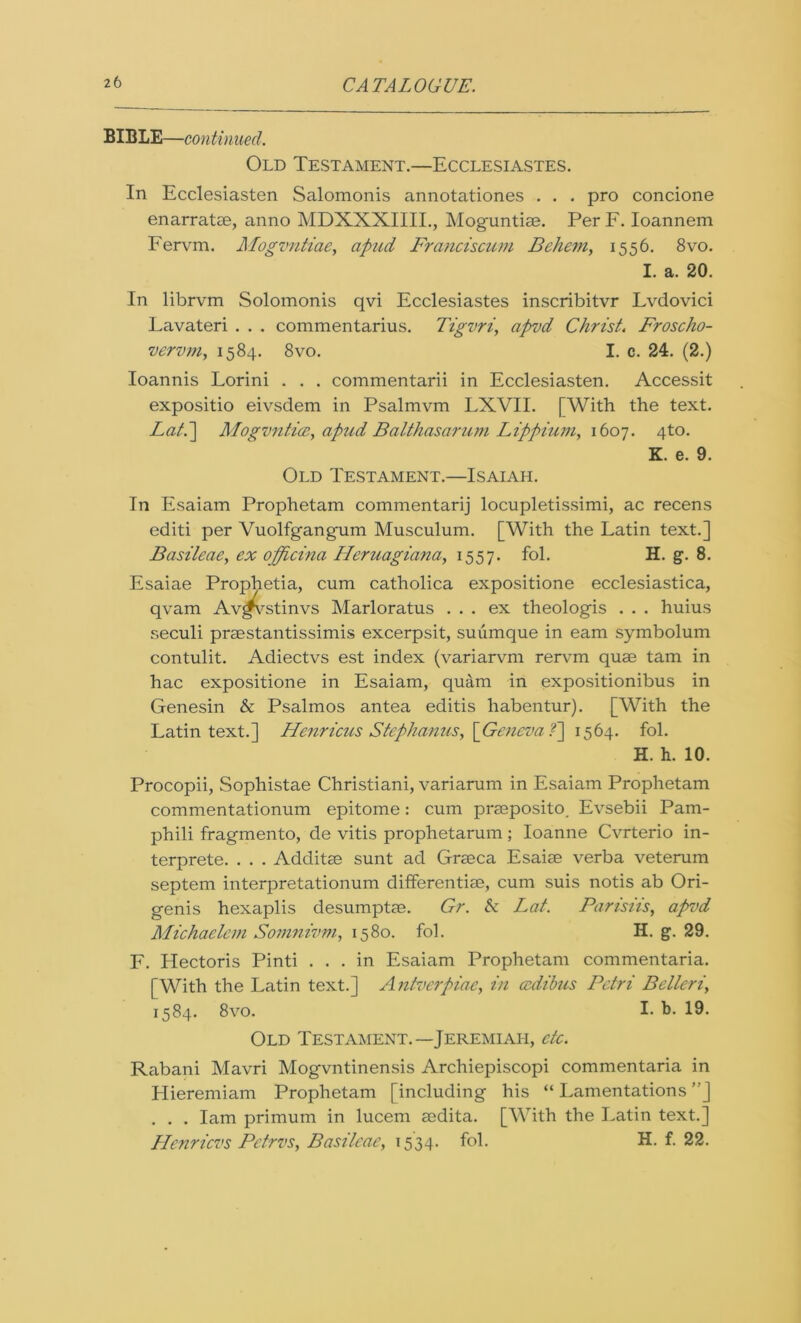 26 CATALOGUE.
BIBLE—continued.
OLD TESTAMENT.—ECCLESIASTES.
In Ecclesiasten Salomonis annotationes . . . pro concione
enarratæ, anno MDXXXIIII., Moguntiæ. Per F. Ioannem
Fervm. Mogvntiae, apud Franciscum Behem, 1556. 8vo.
I. a. 20.
In librvm Solomonis qvi Ecclesiastes inscribitvr Lvdovici
Lavateri . . . commentarius. Tigvri, apvd Christ. Froscho-
vervm, 1584. 8vo. I. c. 24. (2.)
Ioannis Lorini . . . commentarii in Ecclesiasten. Accessit
expositio eivsdem in Psalmvm LXVII. [With the text.
Lat.] Mogvntiæ, apud Balthasarum Lippium, 1607. 4to.
K. e. 9.
OLD TESTAMENT.—ISAIAH.
In Esaiam Prophetam commentarij locupletissimi, ac recens
editi per Vuolfgangum Musculum. [With the Latin text.]
Basileae, ex officina Heruagiana, 1557. fol. H. g. 8.
Esaiae Prophetia, cum catholica expositione ecclesiastica,
qvam Avgvstinvs Marloratus . . . ex theologis . . . huius
seculi præstantissimis excerpsit, suúmque in eam symbolum
contulit. Adiectvs est index (variarvm rervm quæ tam in
hac expositione in Esaiam, quàm in expositionibus in
Genesin & Psalmos antea editis habentur). [With the
Latin text.] Henricus Stephanus, [Geneva ?] 1564. fol.
H. h. 10.
Procopii, Sophistae Christiani, variarum in Esaiam Prophetam
commentationum epitome: cum præposito. Evsebii Pam-
phili fragmento, de vitis prophetarum ; Ioanne Cvrterio in-
terprete. . . . Additæ sunt ad Græca Esaiæ verba veterum
septem interpretationum differentiæ, cum suis notis ab Ori-
genis hexaplis desumptæ. Gr. & Lat. Parisiis, apvd
Michaelem Somnivm, 1580. fol. H. g. 29.
F. Hectoris Pinti . . . in Esaiam Prophetam commentaria.
[With the Latin text.] Antverpiae, in ædibus Petri Belleri,
1584. 8vo. I. b. 19.
OLD TESTAMENT.—JEREMIAH, etc.
Rabani Mavri Mogvntinensis Archiepiscopi commentaria in
Hieremiam Prophetam [including his “ Lamentations ”]
. . . Iam primum in lucem ædita. [With the Latin text.]
Henricvs Petrvs, Basileae, 1534. fol. H. f. 22.